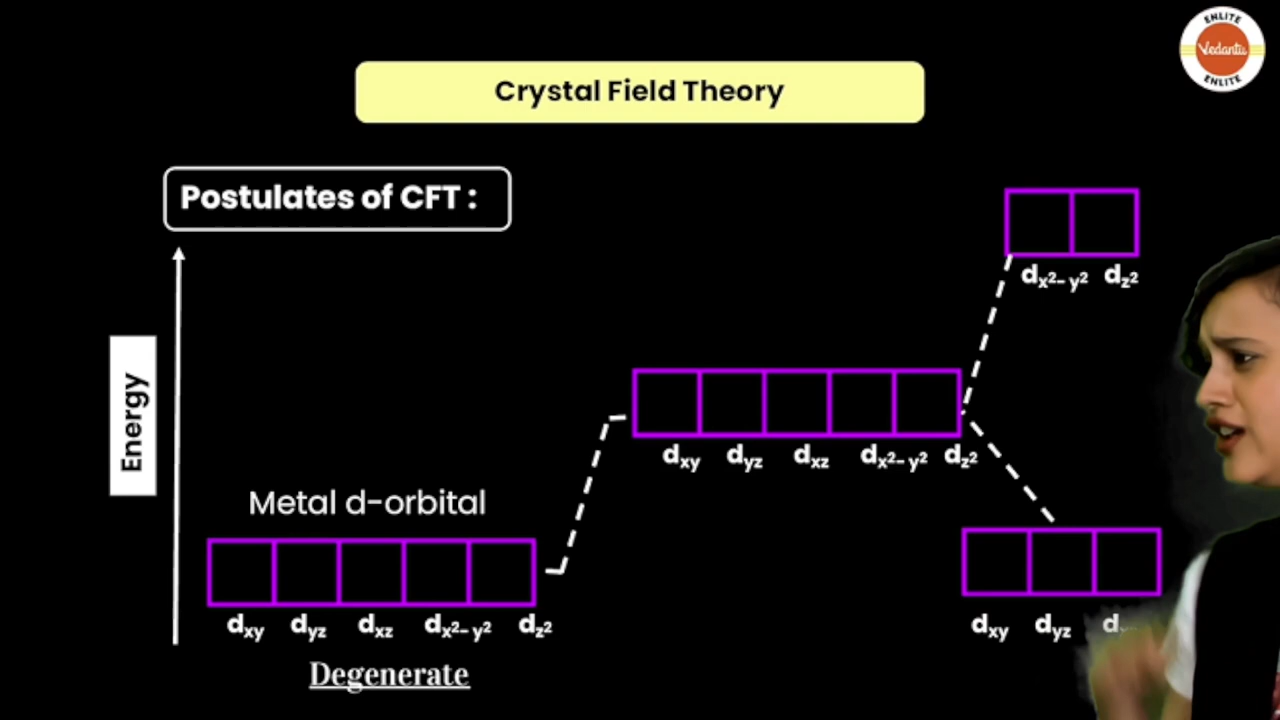 ENLITE
Vedantu
ENLITE
Crystal Field Theory
Postulates of CFT :
Energy
dx²-y² dz²
dxy dyz dxz dx²-y² dz²
Metal d-orbital
dxy dyz dxz dx²-y² dz²
dxy dyz
Degenerate